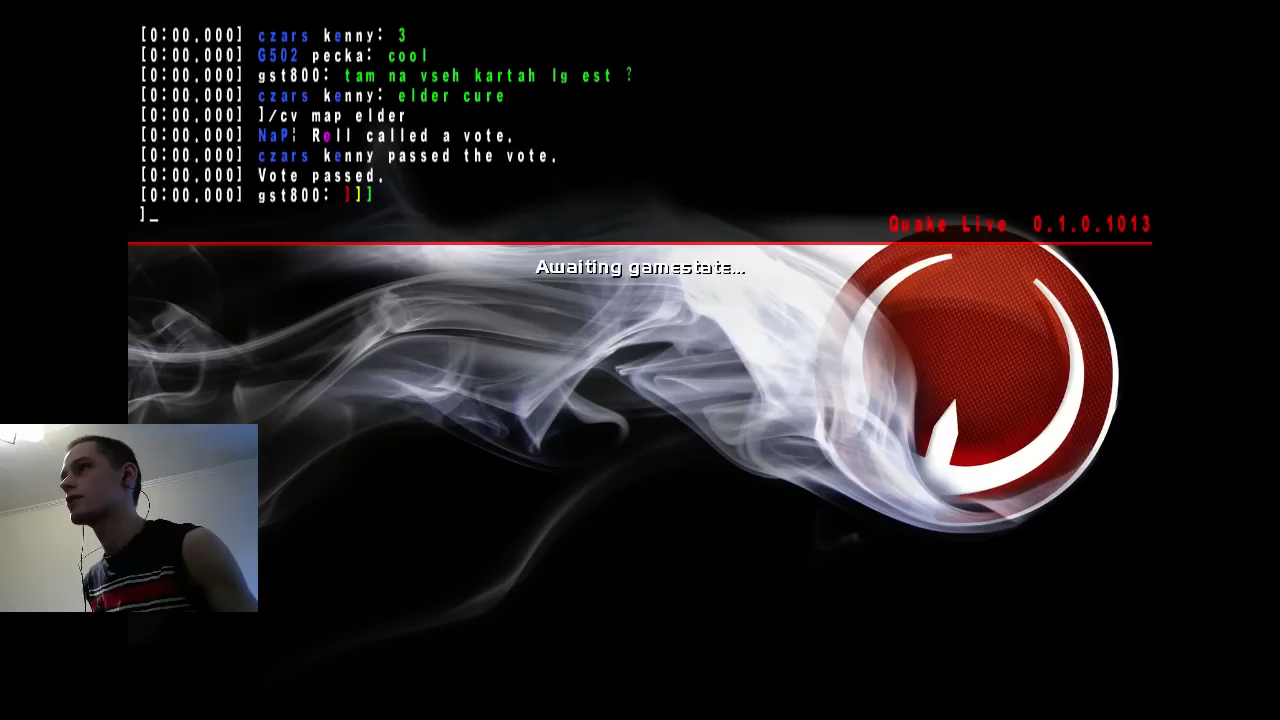 [0:00.000] czars kenny: 3
[0:00.000] G502 pecka: cool
[0:00.000] gst800: tam na vseh kartah lg est ?
[0:00.000] czars kenny: elder cure
[0:00.000] ]/cv map elder
[0:00.000] NaP¦ Rell called a vote.
[0:00.000] czars kenny passed the vote.
[0:00.000] Vote passed.
[0:00.000] gst800: ]]]
]_
Quake Live 0.1.0.1013
Awaiting gamestate...